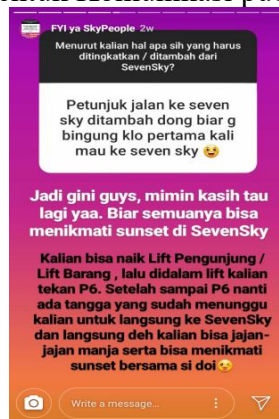 FYI ya SkyPeople 2w
Menurut kalian hal apa sih yang harus
ditingkatkan / ditambah dari
SevenSky?
Petunjuk jalan ke seven
sky ditambah dong biar g
bingung klo pertama kali
mau ke seven sky 😉
Jadi gini guys, mimin kasih tau
lagi yaa. Biar semuanya bisa
menikmati sunset di SevenSky
Kalian bisa naik Lift Pengunjung /
Lift Barang , lalu didalam lift kalian
tekan P6. Setelah sampai P6 nanti
ada tangga yang sudah menunggu
kalian untuk langsung ke SevenSky
dan langsung deh kalian bisa jajan-
jajan manja serta bisa menikmati
sunset bersama si doi☺
Write a message...